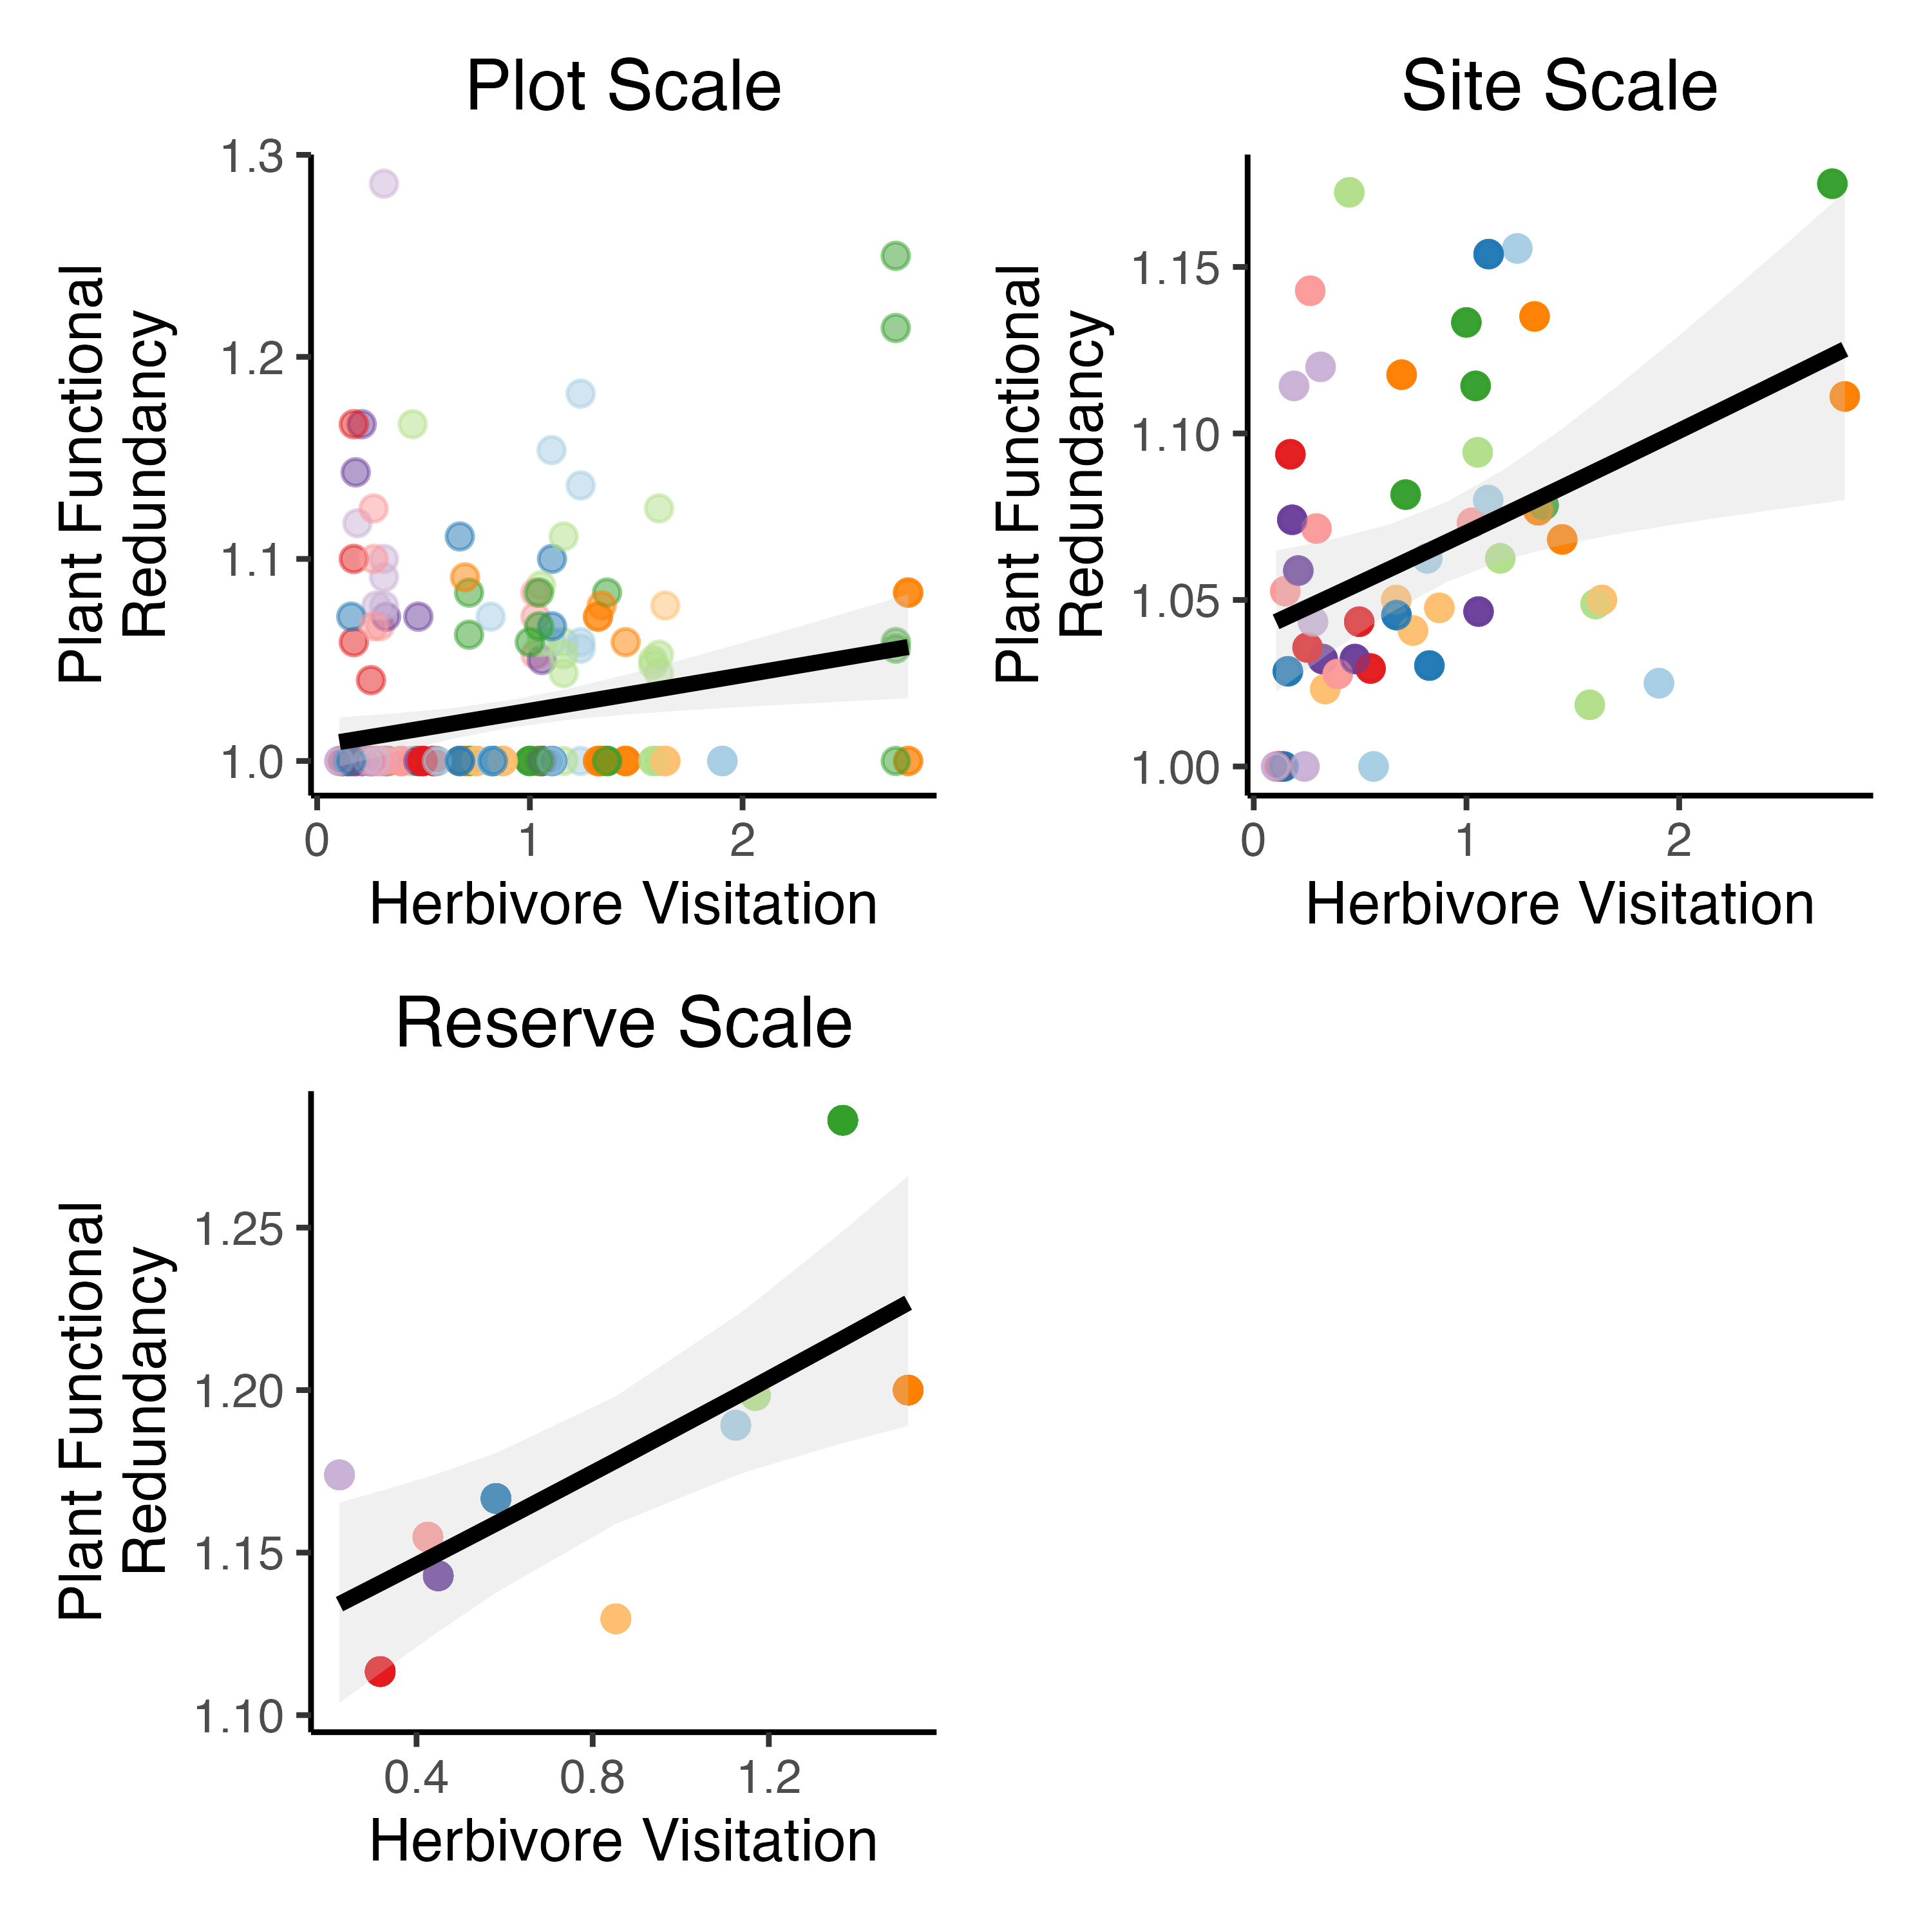 Plot Scale
Plant Functional
Redundancy
1.3
1.2
1.1
1.0
0 1 2
Herbivore Visitation
Site Scale
Plant Functional
Redundancy
1.15
1.10
1.05
1.00
0 1 2
Herbivore Visitation
Reserve Scale
Plant Functional
Redundancy
1.25
1.20
1.15
1.10
0.4 0.8 1.2
Herbivore Visitation